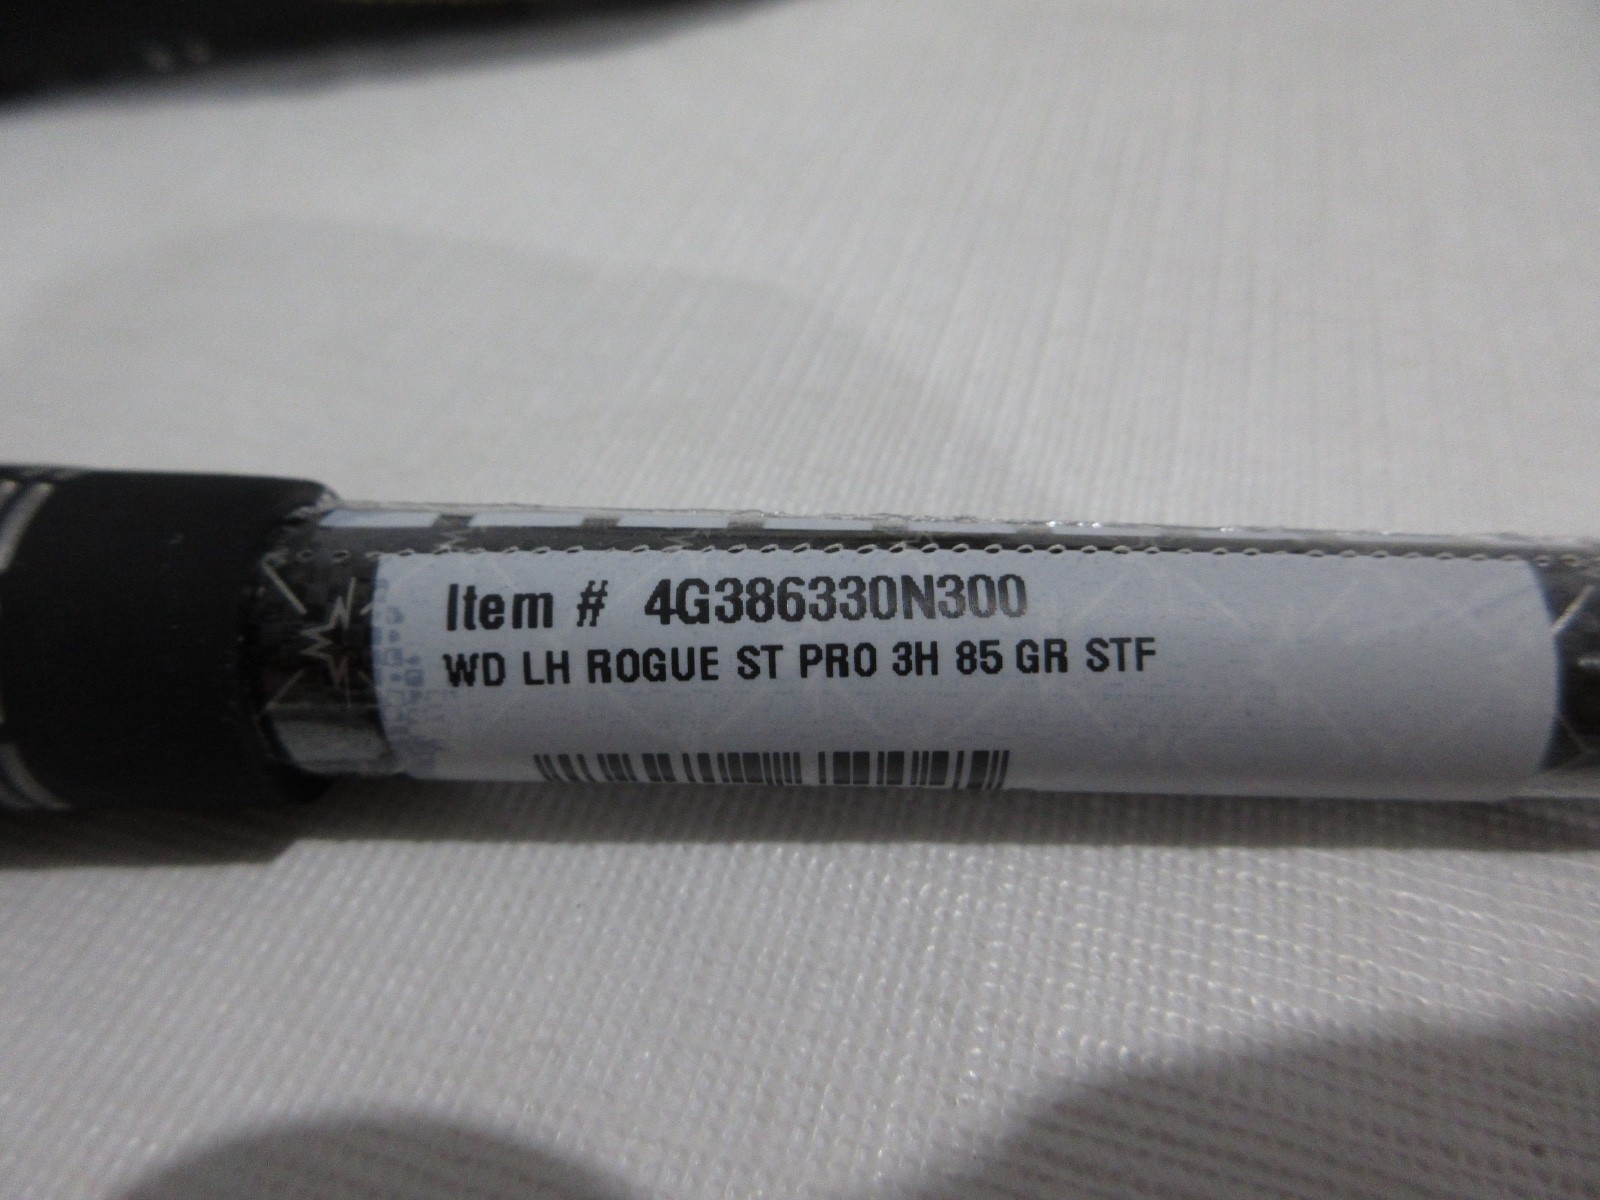 Item # 4G386330N300
WD LH ROGUE ST PRO 3H 85 GR STF